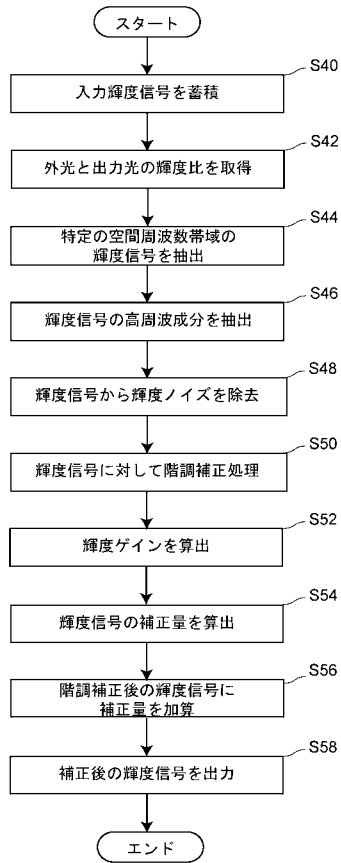 スタート
S40
入力輝度信号を蓄積
S42
外光と出力光の輝度比を取得
S44
特定の空間周波数帯域の
輝度信号を抽出
S46
輝度信号の高周波成分を抽出
S48
輝度信号から輝度ノイズを除去
S50
輝度信号に対して階調補正処理
S52
輝度ゲインを算出
S54
輝度信号の補正量を算出
S56
階調補正後の輝度信号に
補正量を加算
S58
補正後の輝度信号を出力
エンド